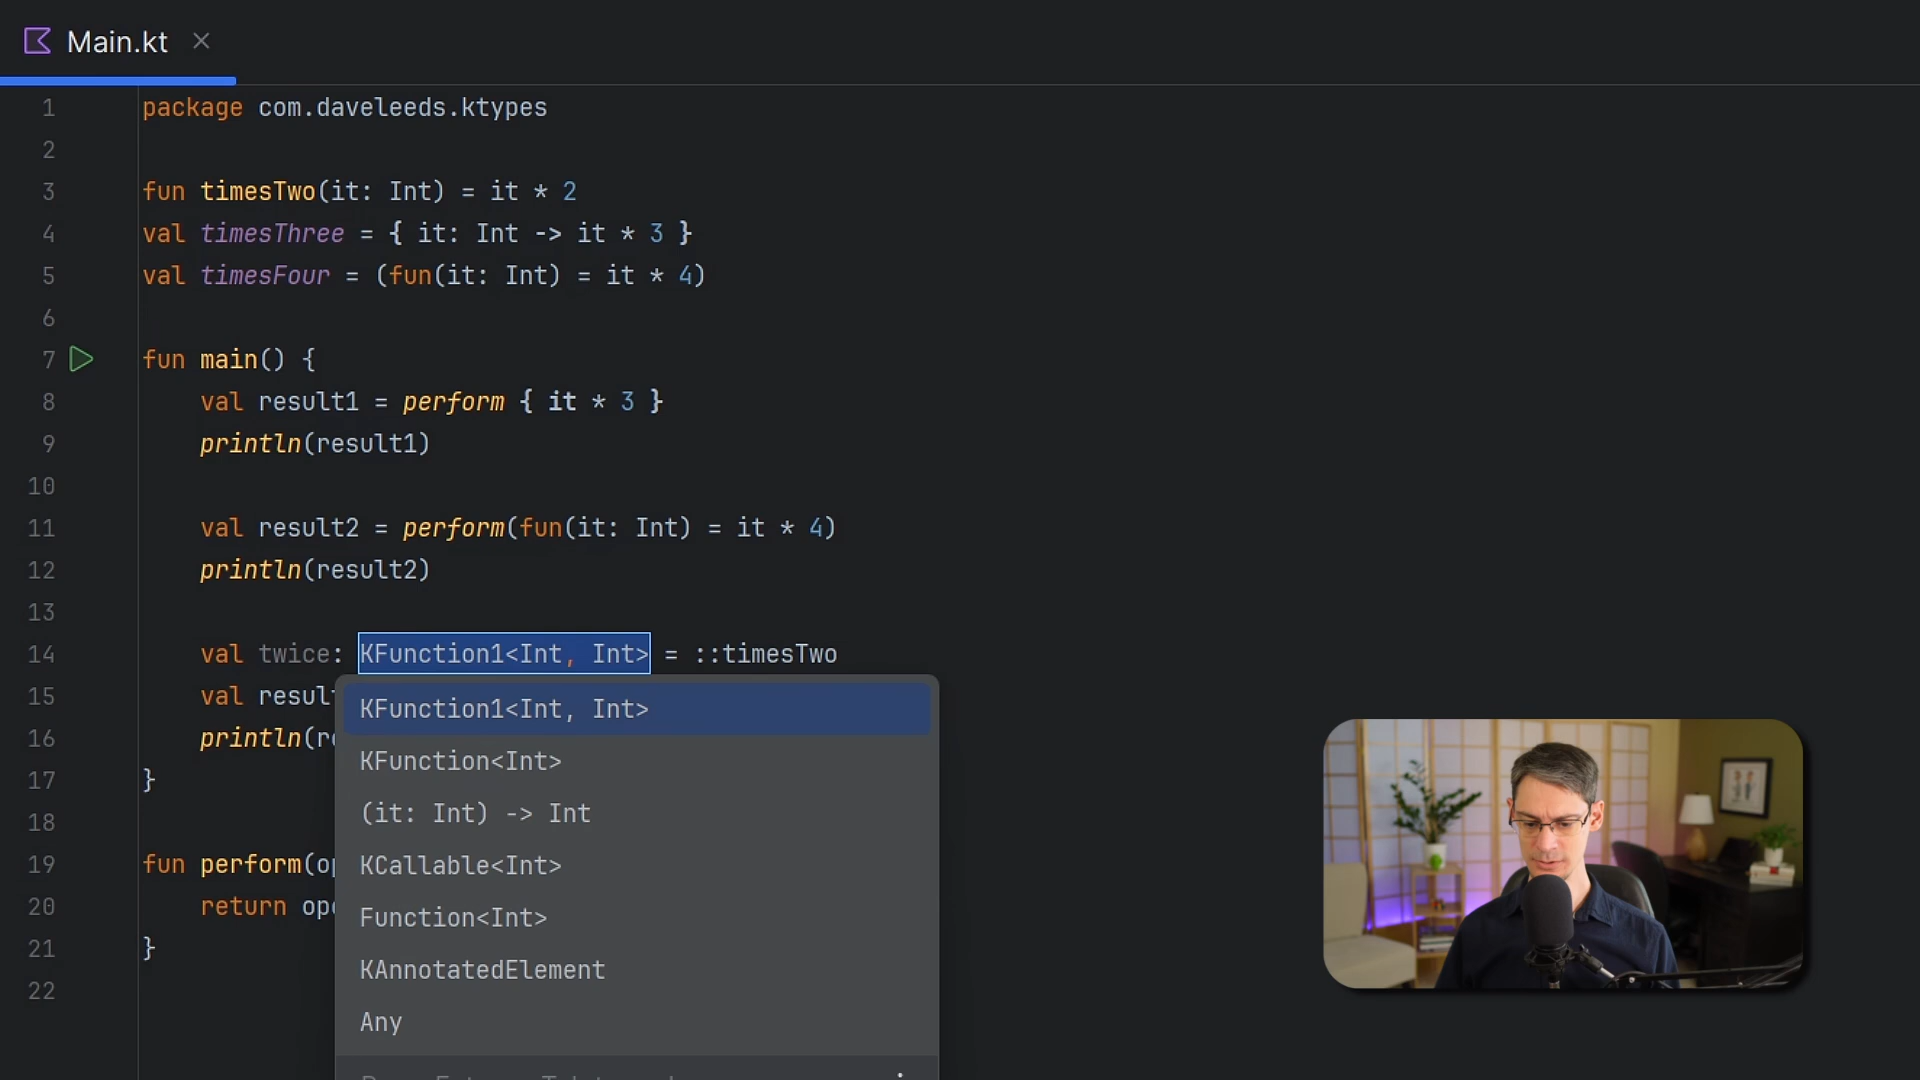 Main.kt
1 package com.daveleeds.ktypes
2
3 fun timesTwo(it: Int) = it * 2
4 val timesThree = { it: Int -> it * 3 }
5 val timesFour = (fun(it: Int) = it * 4)
6
7 fun main() {
8 val result1 = perform { it * 3 }
9 println(result1)
10
11 val result2 = perform(fun(it: Int) = it * 4)
12 println(result2)
13
14 val twice: KFunction1<Int, Int> = ::timesTwo
15 val result
16 println(re
17 }
18
19 fun perform(op
20 return ope
21 }
22
KFunction1<Int, Int>
KFunction<Int>
(it: Int) -> Int
KCallable<Int>
Function<Int>
KAnnotatedElement
Any